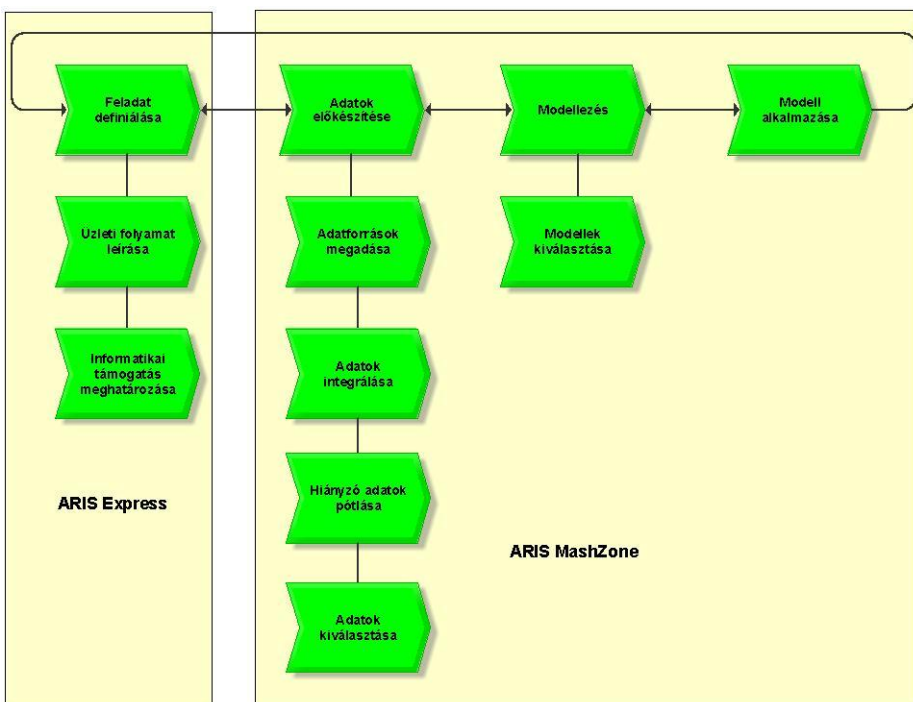 Feladat
definiálása
Üzleti folyamat
leírása
Informatikai
támogatás
meghatározása
ARIS Express
Adatok
előkészítése
Adatforrások
megadása
Adatok
integrálása
Hiányzó adatok
pótlása
Adatok
kiválasztása
Modellezés
Modellek
kiválasztása
Modell
alkalmazása
ARIS MashZone